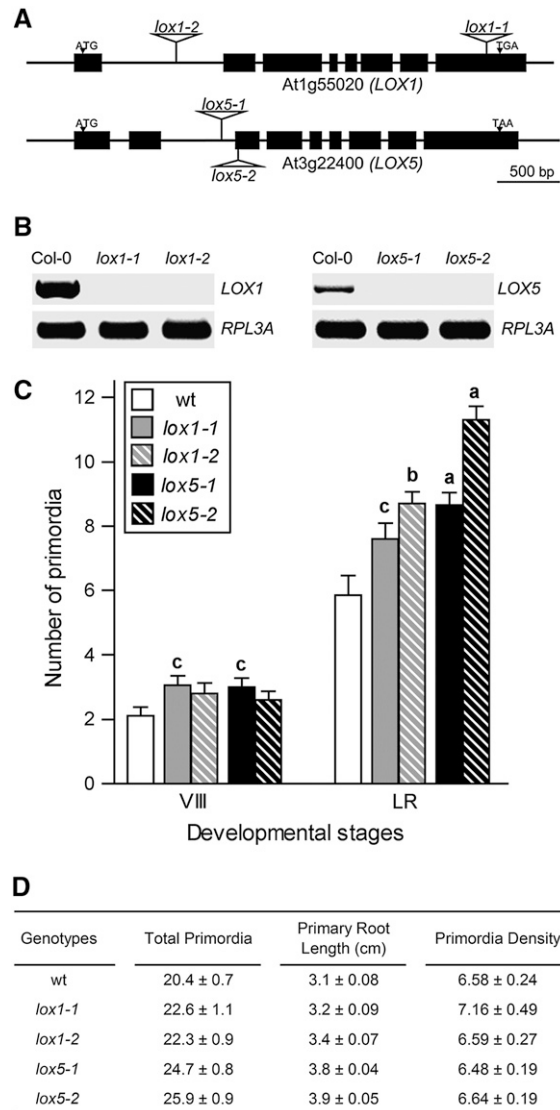 A
lox1-2
lox1-1
ATG
TGA
At1g55020 (LOX1)
lox5-1
ATG
TAA
lox5-2
At3g22400 (LOX5)
500 bp
B
Col-0 lox1-1 lox1-2
LOX1
RPL3A
Col-0 lox5-1 lox5-2
LOX5
RPL3A
C
Number of primordia
12
10
8
6
4
2
0
wt
lox1-1
lox1-2
lox5-1
lox5-2
c
c
c
b
a
a
VIII
LR
Developmental stages
D
Genotypes Total Primordia Primary Root Length (cm) Primordia Density
wt 20.4 ± 0.7 3.1 ± 0.08 6.58 ± 0.24
lox1-1 22.6 ± 1.1 3.2 ± 0.09 7.16 ± 0.49
lox1-2 22.3 ± 0.9 3.4 ± 0.07 6.59 ± 0.27
lox5-1 24.7 ± 0.8 3.8 ± 0.04 6.48 ± 0.19
lox5-2 25.9 ± 0.9 3.9 ± 0.05 6.64 ± 0.19